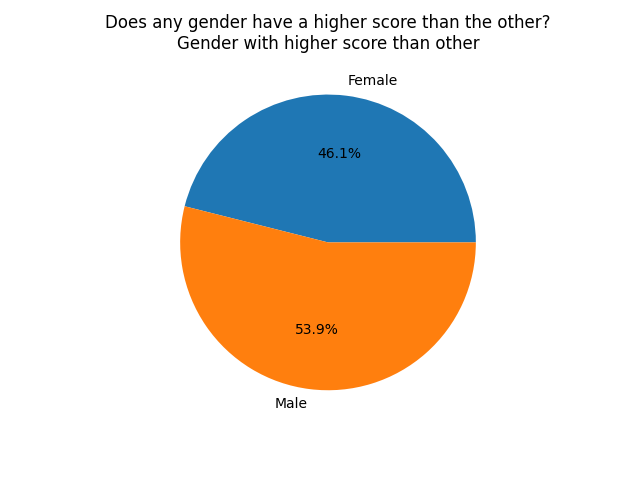 Does any gender have a higher score than the other?
Gender with higher score than other
Female
46.1%
53.9%
Male